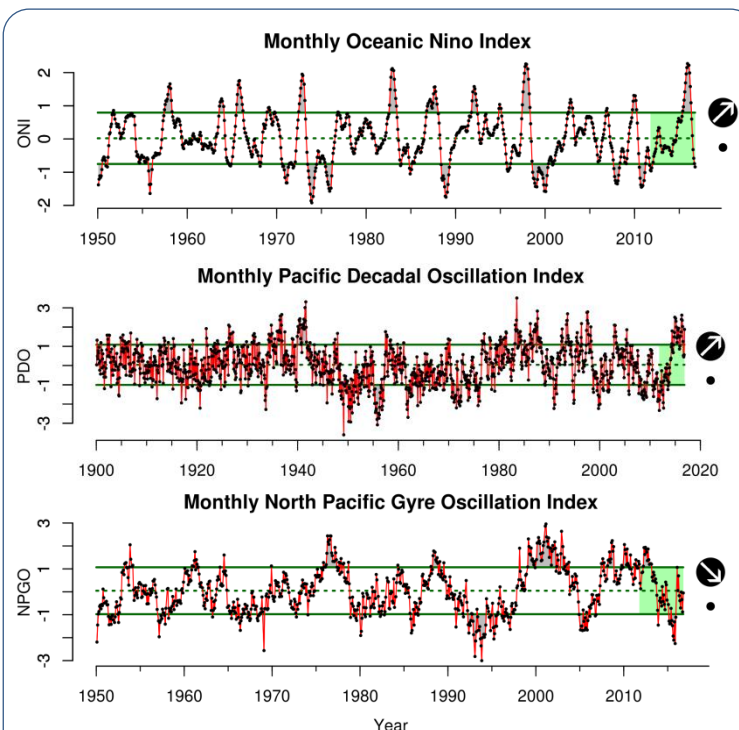 Monthly Oceanic Nino Index
ONI
2
1
0
-1
-2
1950 1960 1970 1980 1990 2000 2010
Monthly Pacific Decadal Oscillation Index
PDO
3
1
-1
-3
1900 1920 1940 1960 1980 2000 2020
Monthly North Pacific Gyre Oscillation Index
NPGO
3
1
-1
-3
1950 1960 1970 1980 1990 2000 2010
Year